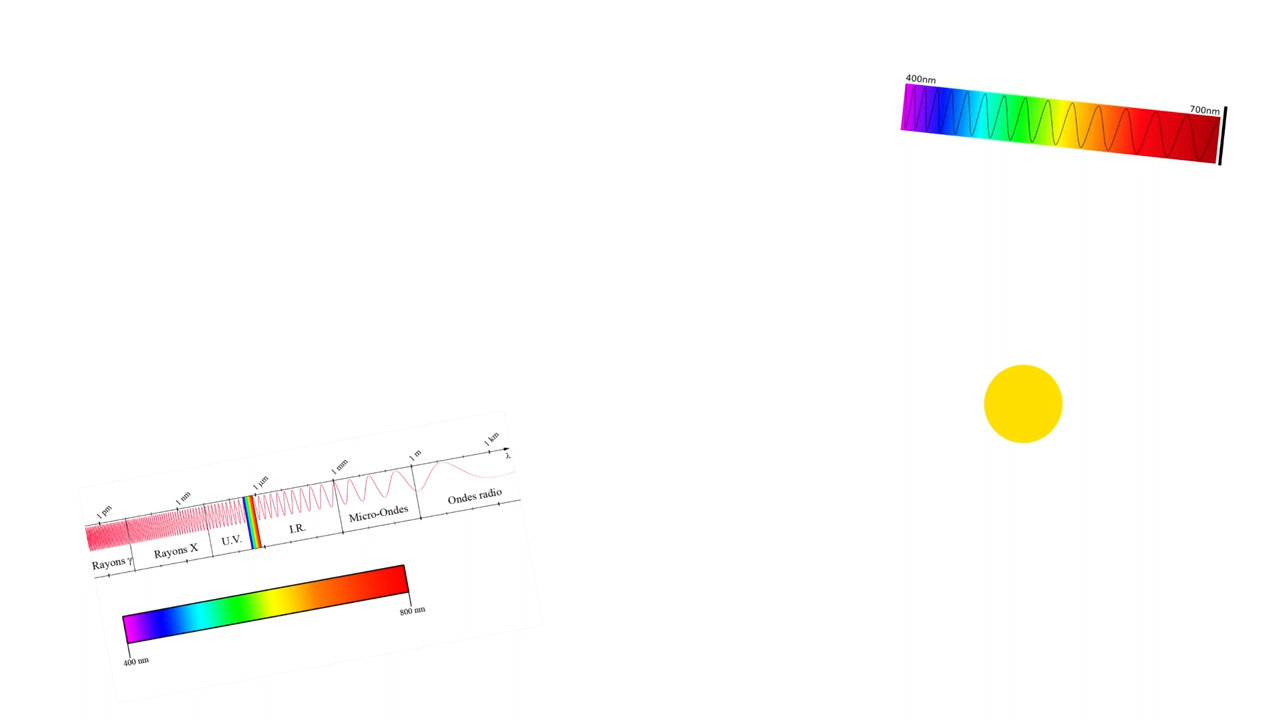 400nm
700nm
1 pm
1 nm
1 μm
1 mm
1 m
1 km
λ
Rayons γ
Rayons X
U.V.
I.R.
Micro-Ondes
Ondes radio
400 nm
800 nm